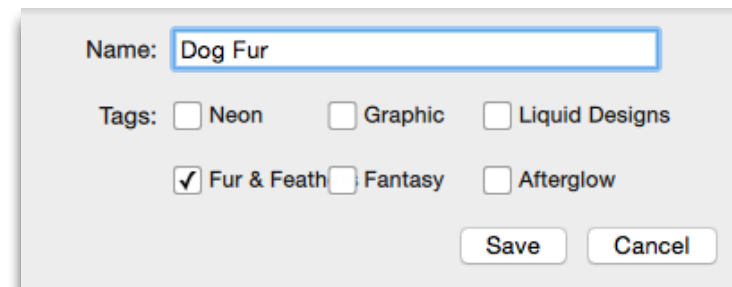 Name: Dog Fur
Tags: Neon Graphic Liquid Designs
Fur & Feath s Fantasy Afterglow
Save Cancel